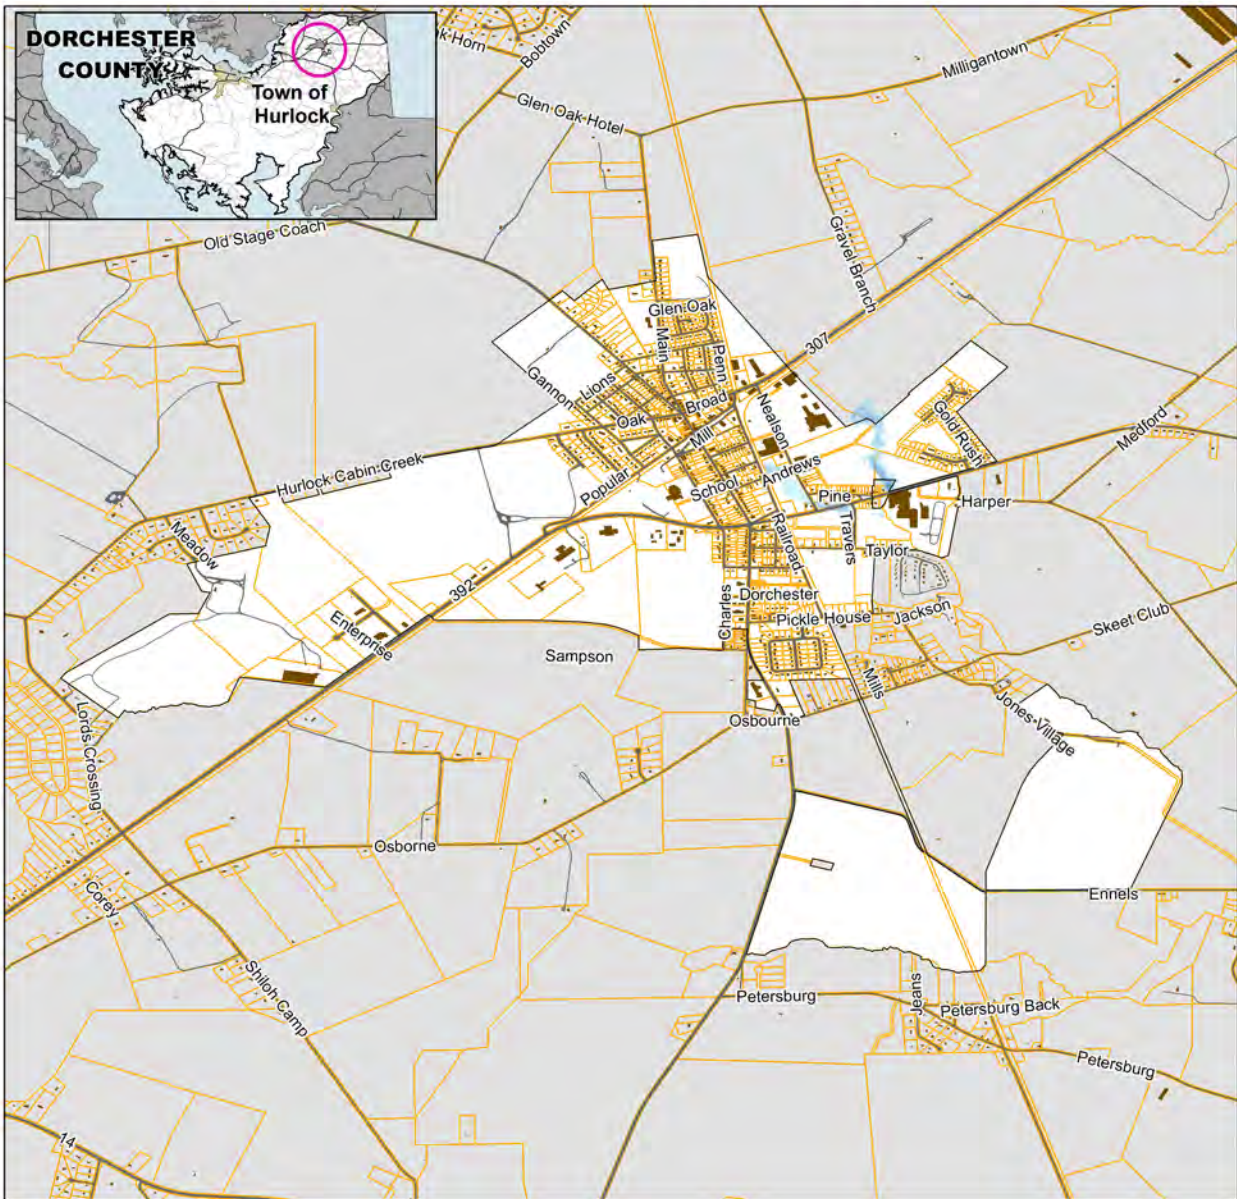 DORCHESTER
COUNTY
Town of
Hurlock
Bobtown
Milligantown
Glen Oak Hotel
Old Stage Coach
Gravel Branch
Glen Oak
Main
Penn
307
Gannon
Lions
Oak
Broad
Nealson
Mill
Gold Rush
Medford
Hurlock Cabin Creek
Popular
School
Andrews
Pine
Harper
Meadow
Railroad
Travers
Taylor
392
Enterprise
Charles
Dorchester
Pickle House
Jackson
Skeet Club
Sampson
Mills
Jones Village
Osbourne
Lords Crossing
Osborne
Corey
Ennels
Shiloh Camp
Petersburg
Jeans
Petersburg Back
Petersburg
14